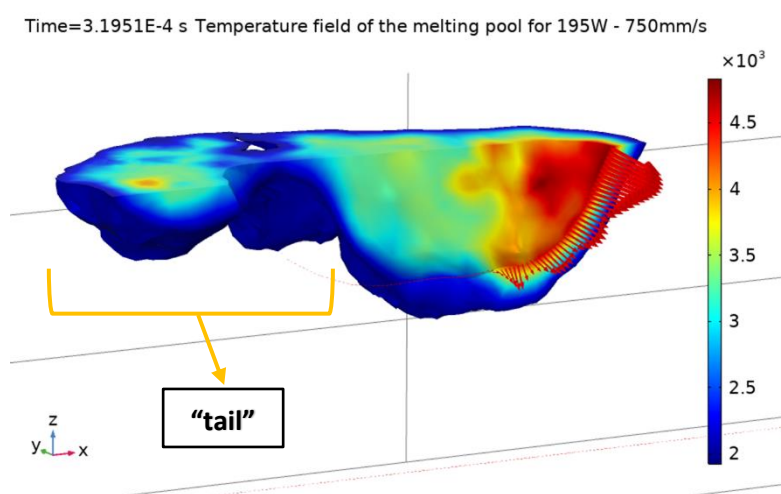 Time=3.1951E-4 s Temperature field of the melting pool for 195W - 750mm/s
×10³
4.5
4
3.5
3
2.5
2
“tail”
z
y
x